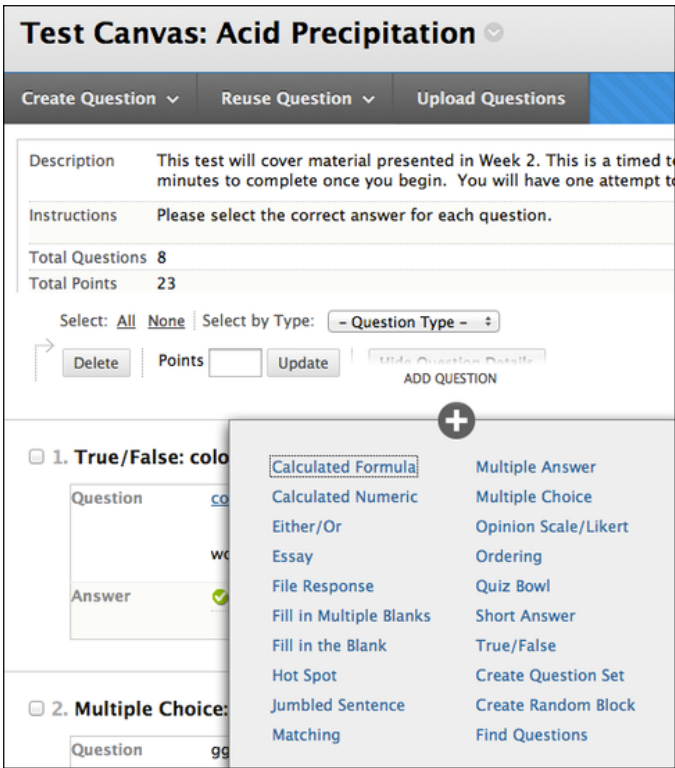 Test Canvas: Acid Precipitation
Create Question Reuse Question Upload Questions
Description This test will cover material presented in Week 2. This is a timed
minutes to complete once you begin. You will have one attempt
Instructions Please select the correct answer for each question.
Total Questions 8
Total Points 23
Select: All None Select by Type: - Question Type -
Delete Points Update Hide Question Details
ADD QUESTION
1. True/False: colo
Question co
wo
Answer
2. Multiple Choice:
Question gg
Calculated Formula Multiple Answer
Calculated Numeric Multiple Choice
Either/Or Opinion Scale/Likert
Essay Ordering
File Response Quiz Bowl
Fill in Multiple Blanks Short Answer
Fill in the Blank True/False
Hot Spot Create Question Set
Jumbled Sentence Create Random Block
Matching Find Questions